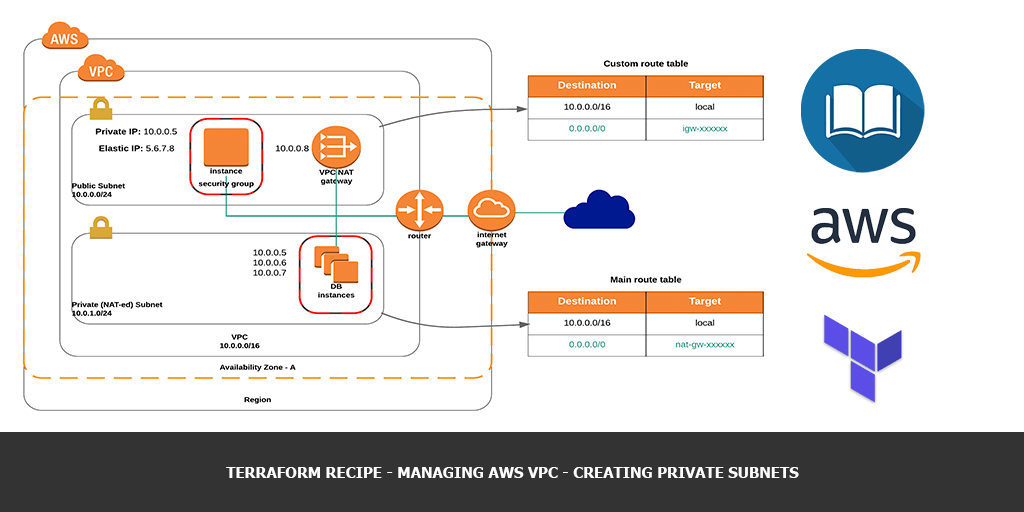 AWS
VPC
Private IP: 10.0.0.5
Elastic IP: 5.6.7.8
instance
security group
10.0.0.8
VPC NAT
gateway
Public Subnet
10.0.0.0/24
router
internet
gateway
10.0.0.5
10.0.0.6
10.0.0.7
DB
instances
Private (NAT-ed) Subnet
10.0.1.0/24
VPC
10.0.0.0/16
Availability Zone - A
Region
Custom route table
Destination Target
10.0.0.0/16 local
0.0.0.0/0 igw-xxxxxx
Main route table
Destination Target
10.0.0.0/16 local
0.0.0.0/0 nat-gw-xxxxxx
aws
TERRAFORM RECIPE - MANAGING AWS VPC - CREATING PRIVATE SUBNETS